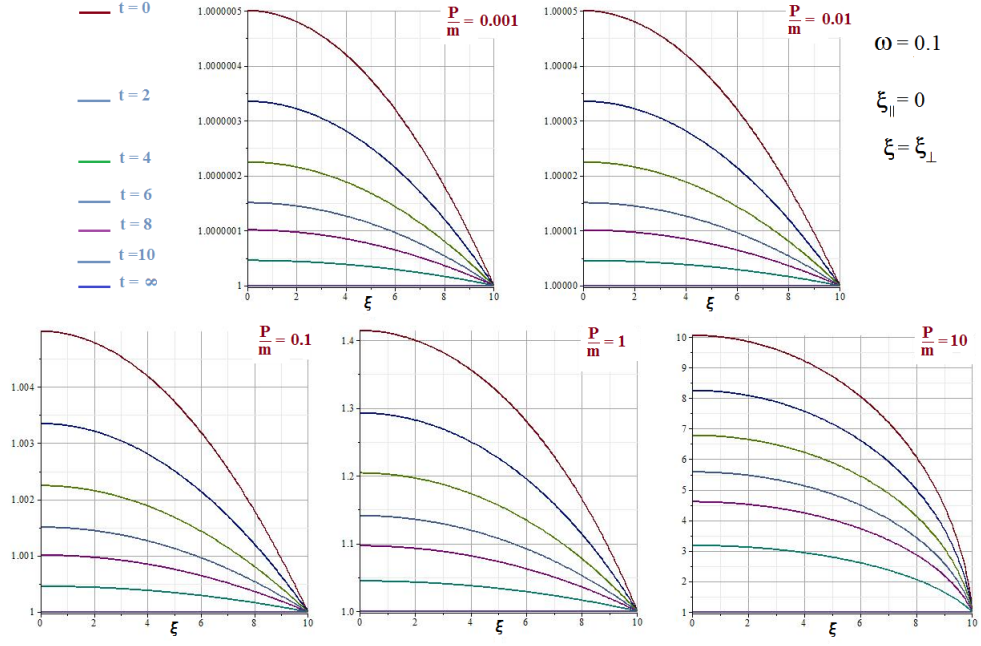 t = 0
t = 2
t = 4
t = 6
t = 8
t =10
t = ∞
P/m = 0.001
1.0000005
1.0000004
1.0000003
1.0000002
1.0000001
1
0 2 4 6 8 10
ξ
P/m = 0.01
1.00005
1.00004
1.00003
1.00002
1.00001
1.00000
0 2 4 6 8 10
ξ
ω = 0.1
ξ∥ = 0
ξ = ξ⊥
P/m = 0.1
1.004
1.003
1.002
1.001
1
0 2 4 6 8 10
ξ
P/m = 1
1.4
1.3
1.2
1.1
1.0
0 2 4 6 8 10
ξ
P/m = 10
10
9
8
7
6
5
4
3
2
1
0 2 4 6 8 10
ξ